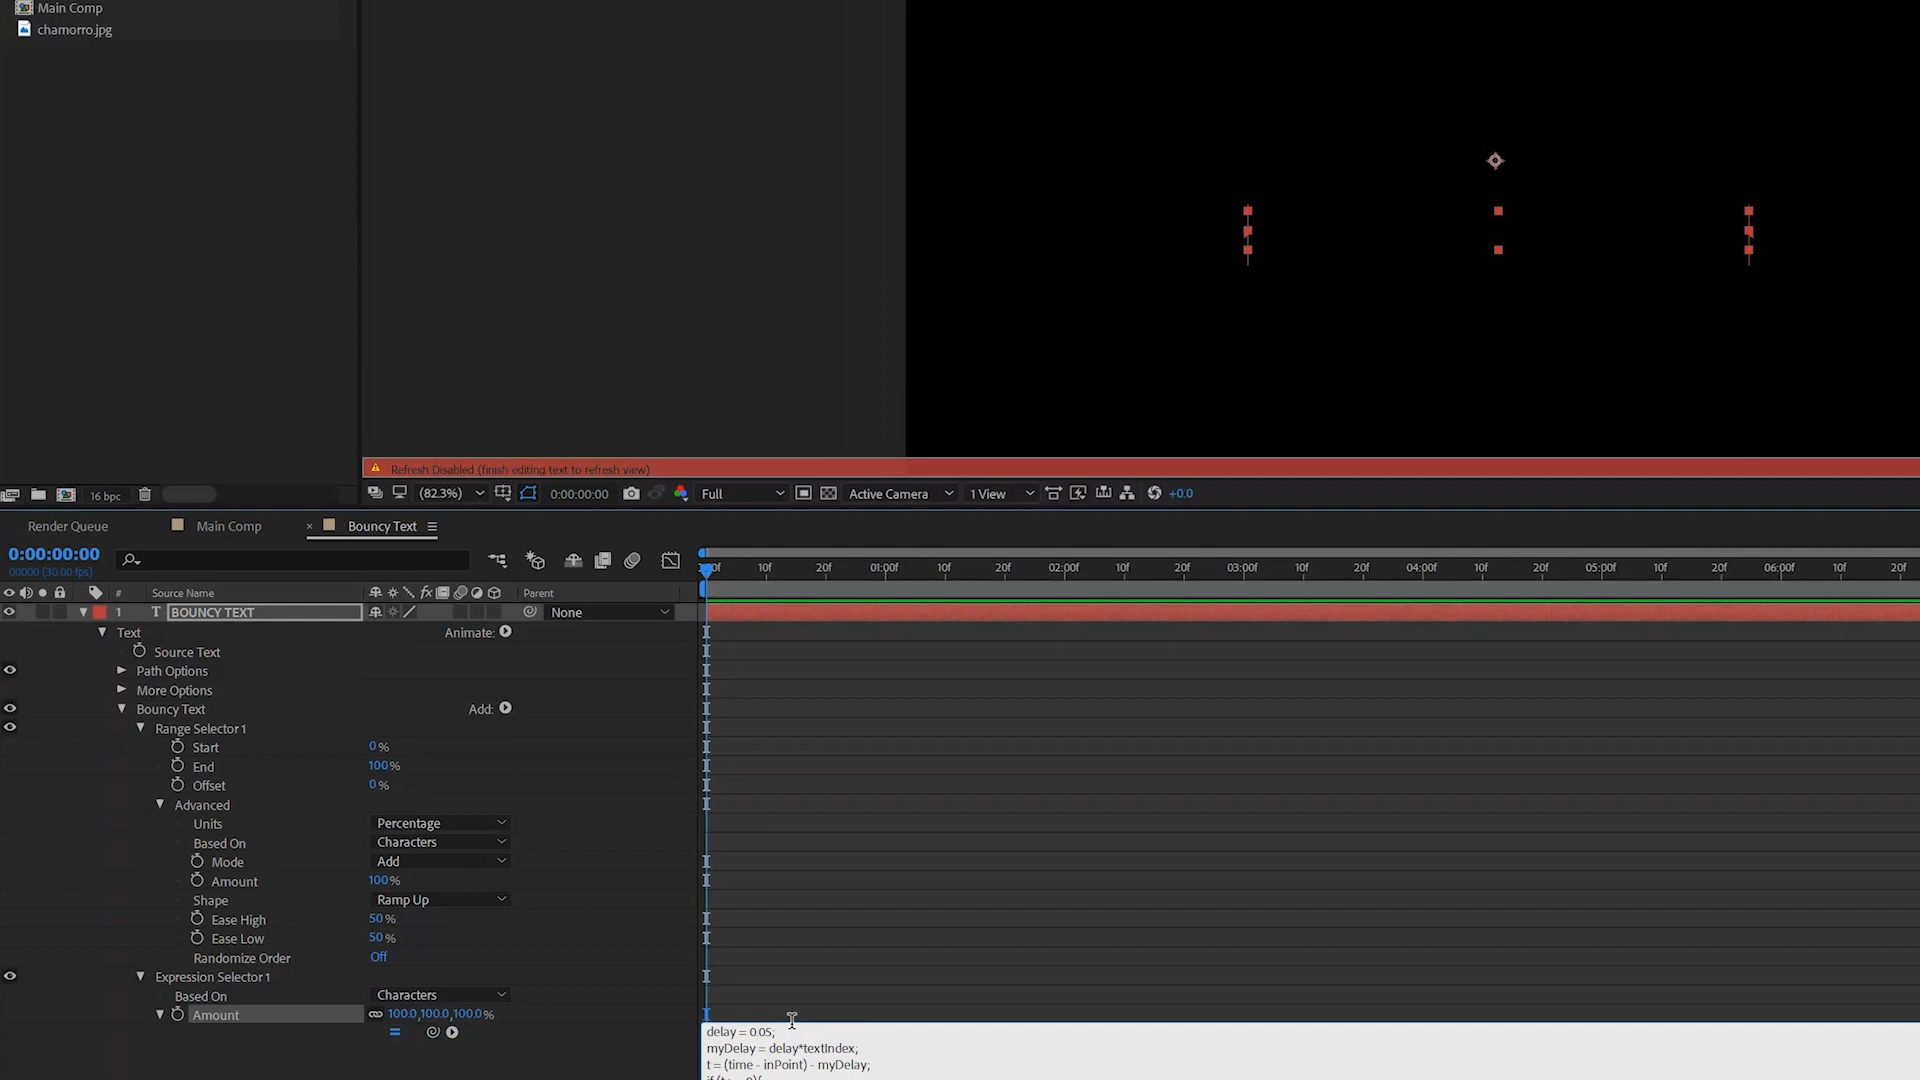 Main Comp
chamorro.jpg
Refresh Disabled (finish editing text to refresh view)
16 bpc
(82.3%)
0:00:00:00
Full
Active Camera
1 View
+0.0
Render Queue
Main Comp
× Bouncy Text
0:00:00:00
00000 (30.00 fps)
10f 20f 01:00f 10f 20f 02:00f 10f 20f 03:00f 10f 20f 04:00f 10f 20f 05:00f 10f 20f 06:00f 10f 20f
# Source Name
fx
Parent
1 T BOUNCY TEXT
None
Text
Animate:
Source Text
Path Options
More Options
Bouncy Text
Add:
Range Selector 1
Start 0%
End 100%
Offset 0%
Advanced
Units Percentage
Based On Characters
Mode Add
Amount 100%
Shape Ramp Up
Ease High 50%
Ease Low 50%
Randomize Order Off
Expression Selector 1
Based On Characters
Amount 100.0,100.0,100.0%
delay = 0.05;
myDelay = delay*textIndex;
t = (time - inPoint) - myDelay;